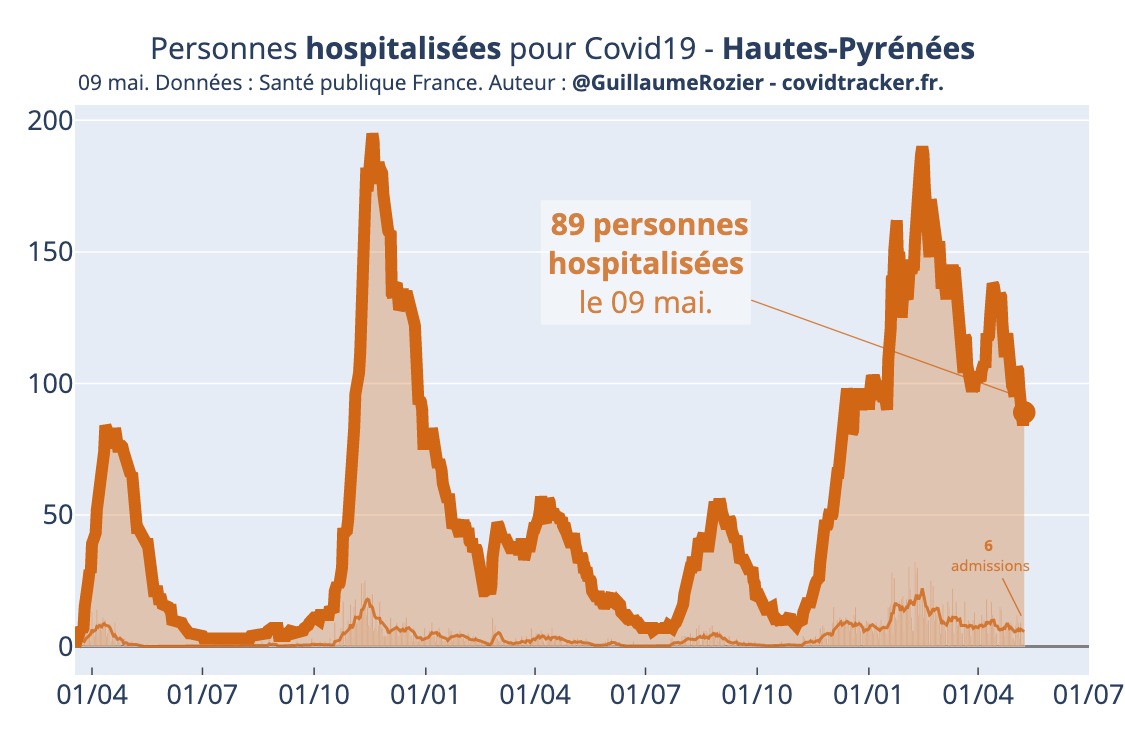 Personnes hospitalisées pour Covid19 - Hautes-Pyrénées
09 mai. Données : Santé publique France. Auteur : @GuillaumeRozier - covidtracker.fr.
200
150
100
50
0
89 personnes
hospitalisées
le 09 mai.
6
admissions
01/04 01/07 01/10 01/01 01/04 01/07 01/10 01/01 01/04 01/07